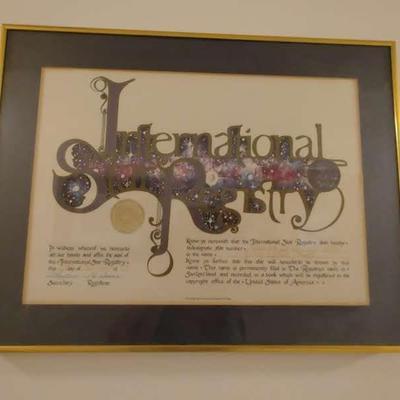 International
Star Registry
In witness whereof we hereunto
set our hands and affix the seal of
the International Star Registry
this day of
Secretary Registrar
Know ye herewith that the International Star Registry doth hereby
redesignate star number
to the name
Know ye further that this star will henceforth be known by this
name This name is permanently filed in The Registry's vault in
Switzerland and recorded in a book which will be registered in the
copyright office of the United States of America